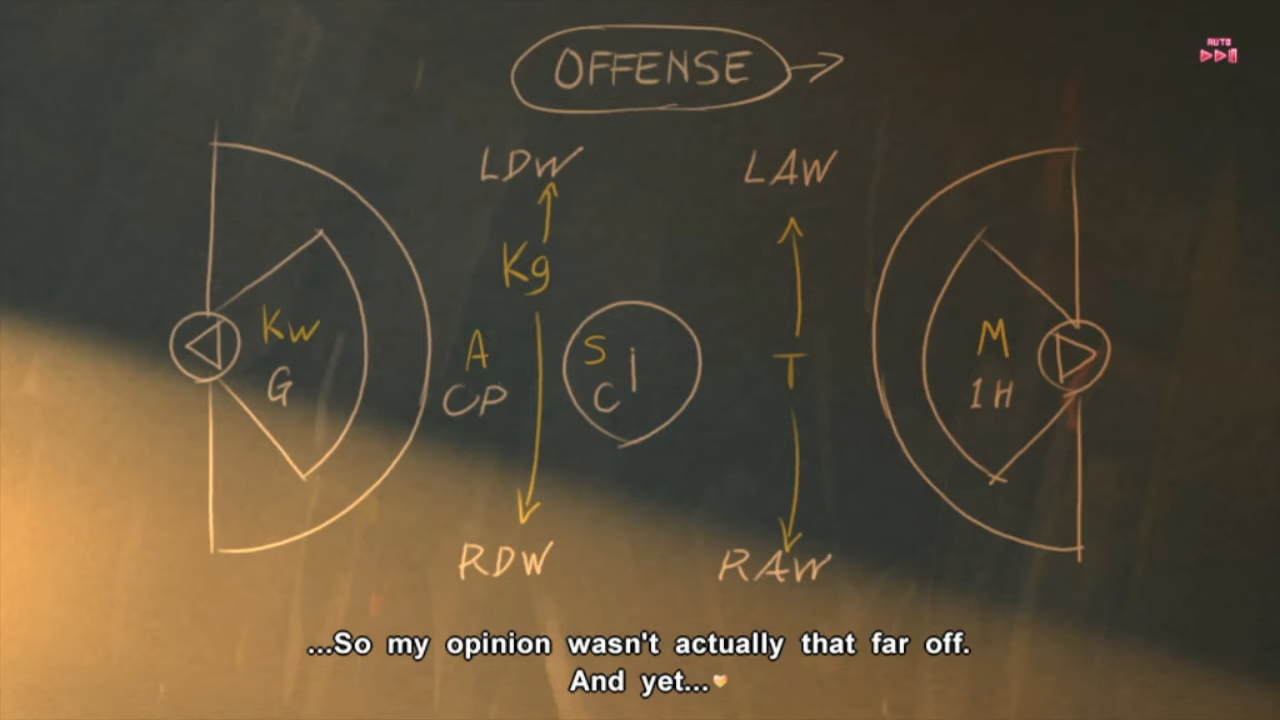 AUTO
OFFENSE
LDW
LAW
Kg
Kw
G
A
CP
S
C
T
M
1H
RDW
RAW
...So my opinion wasn't actually that far off.
And yet...